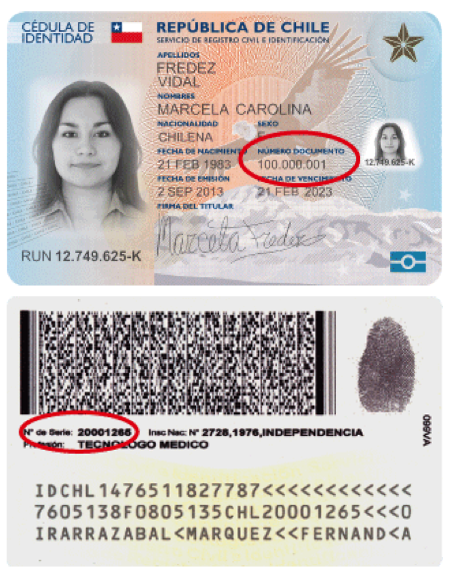 CÉDULA DE
IDENTIDAD
REPÚBLICA DE CHILE
SERVICIO DE REGISTRO CIVIL E IDENTIFICACIÓN
APELLIDOS
FREDEZ
VIDAL
NOMBRES
MARCELA CAROLINA
NACIONALIDAD SEXO
CHILENA F
FECHA DE NACIMIENTO NÚMERO DOCUMENTO
21 FEB 1983 100.000.001
12.749.625-K
FECHA DE EMISIÓN FECHA DE VENCIMIENTO
2 SEP 2013 21 FEB 2023
FIRMA DEL TITULAR
Marcela Fredez
RUN 12.749.625-K
Nº de Serie: 20001265 Insc Nac: Nº 2728,1976,INDEPENDENCIA
Profesión: TECNOLOGO MEDICO
IDCHL1476511827787<<<<<<<<<<<<
7605138F0805135CHL20001265<<<0
IRARRAZABAL<MARQUEZ<<FERNAND<A